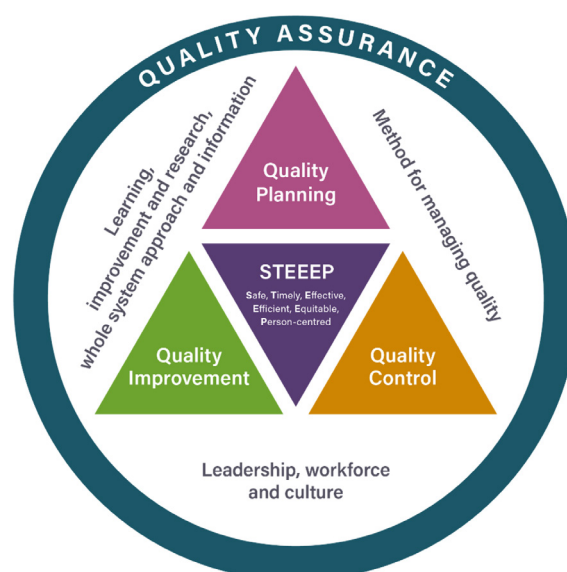 QUALITY ASSURANCE
Learning,
improvement and research,
whole system approach and information
Method for managing quality
Quality
Planning
STEEEP
Safe, Timely, Effective,
Efficient, Equitable,
Person-centred
Quality
Improvement
Quality
Control
Leadership, workforce
and culture